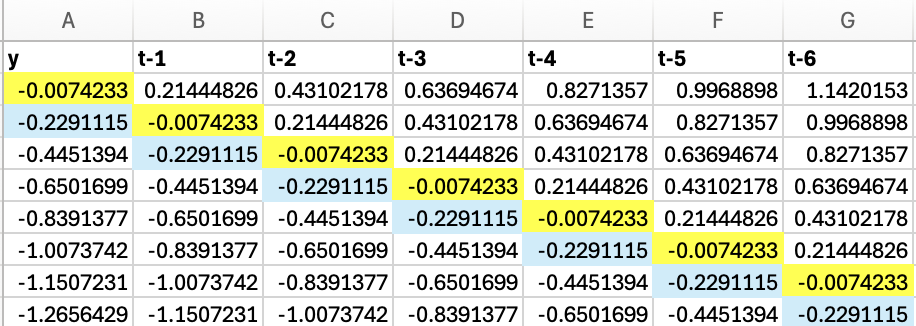 A B C D E F G
y t-1 t-2 t-3 t-4 t-5 t-6
-0.0074233 0.21444826 0.43102178 0.63694674 0.8271357 0.9968898 1.1420153
-0.2291115 -0.0074233 0.21444826 0.43102178 0.63694674 0.8271357 0.9968898
-0.4451394 -0.2291115 -0.0074233 0.21444826 0.43102178 0.63694674 0.8271357
-0.6501699 -0.4451394 -0.2291115 -0.0074233 0.21444826 0.43102178 0.63694674
-0.8391377 -0.6501699 -0.4451394 -0.2291115 -0.0074233 0.21444826 0.43102178
-1.0073742 -0.8391377 -0.6501699 -0.4451394 -0.2291115 -0.0074233 0.21444826
-1.1507231 -1.0073742 -0.8391377 -0.6501699 -0.4451394 -0.2291115 -0.0074233
-1.2656429 -1.1507231 -1.0073742 -0.8391377 -0.6501699 -0.4451394 -0.2291115